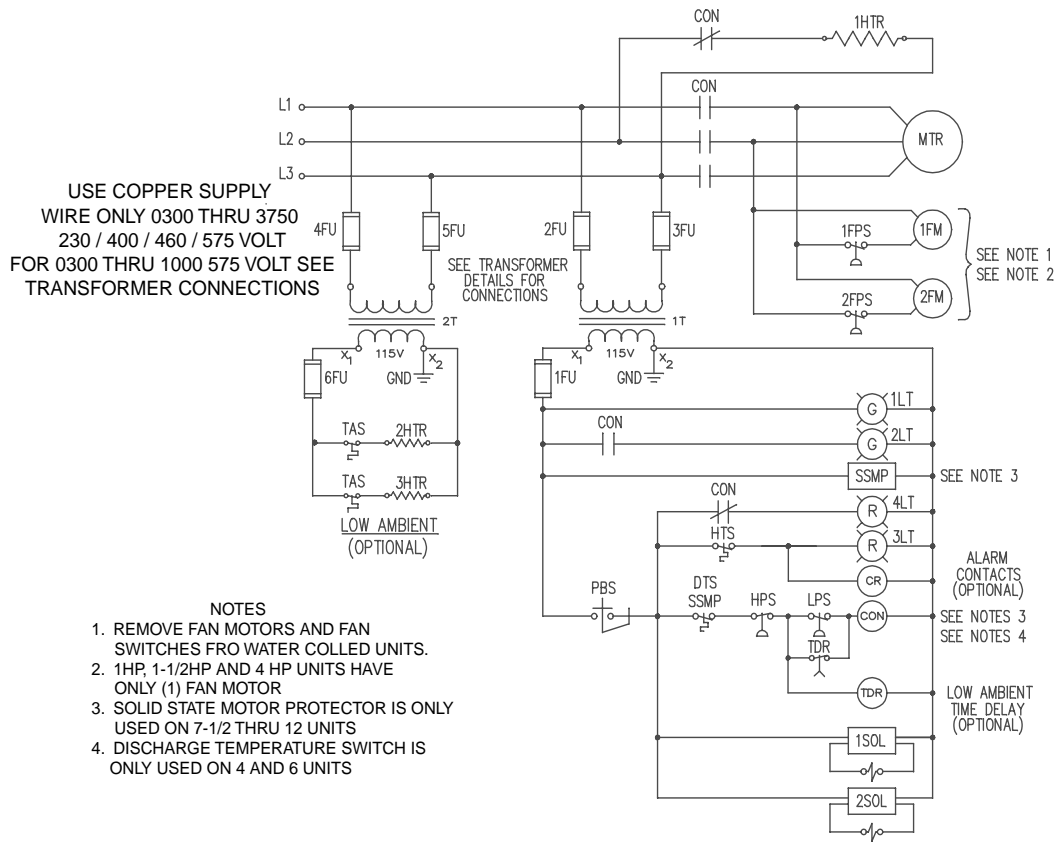 CON
1HTR
CON
L1
L2
MTR
L3
USE COPPER SUPPLY
WIRE ONLY 0300 THRU 3750
230 / 400 / 460 / 575 VOLT
FOR 0300 THRU 1000 575 VOLT SEE
TRANSFORMER CONNECTIONS
4FU
5FU
2FU
3FU
SEE TRANSFORMER
DETAILS FOR
CONNECTIONS
1FPS
1FM
2FPS
2FM
SEE NOTE 1
SEE NOTE 2
2T
1T
X1
115V
X2
GND
6FU
X1
115V
X2
GND
1FU
TAS
2HTR
TAS
3HTR
LOW AMBIENT
(OPTIONAL)
G
1LT
CON
G
2LT
SSMP
SEE NOTE 3
CON
R
4LT
HTS
R
3LT
CR
ALARM
CONTACTS
(OPTIONAL)
PBS
DTS
SSMP
HPS
LPS
CON
SEE NOTES 3
SEE NOTES 4
TDR
TDR
LOW AMBIENT
TIME DELAY
(OPTIONAL)
1SOL
2SOL
NOTES
1. REMOVE FAN MOTORS AND FAN
SWITCHES FRO WATER COLLED UNITS.
2. 1HP, 1-1/2HP AND 4 HP UNITS HAVE
ONLY (1) FAN MOTOR
3. SOLID STATE MOTOR PROTECTOR IS ONLY
USED ON 7-1/2 THRU 12 UNITS
4. DISCHARGE TEMPERATURE SWITCH IS
ONLY USED ON 4 AND 6 UNITS